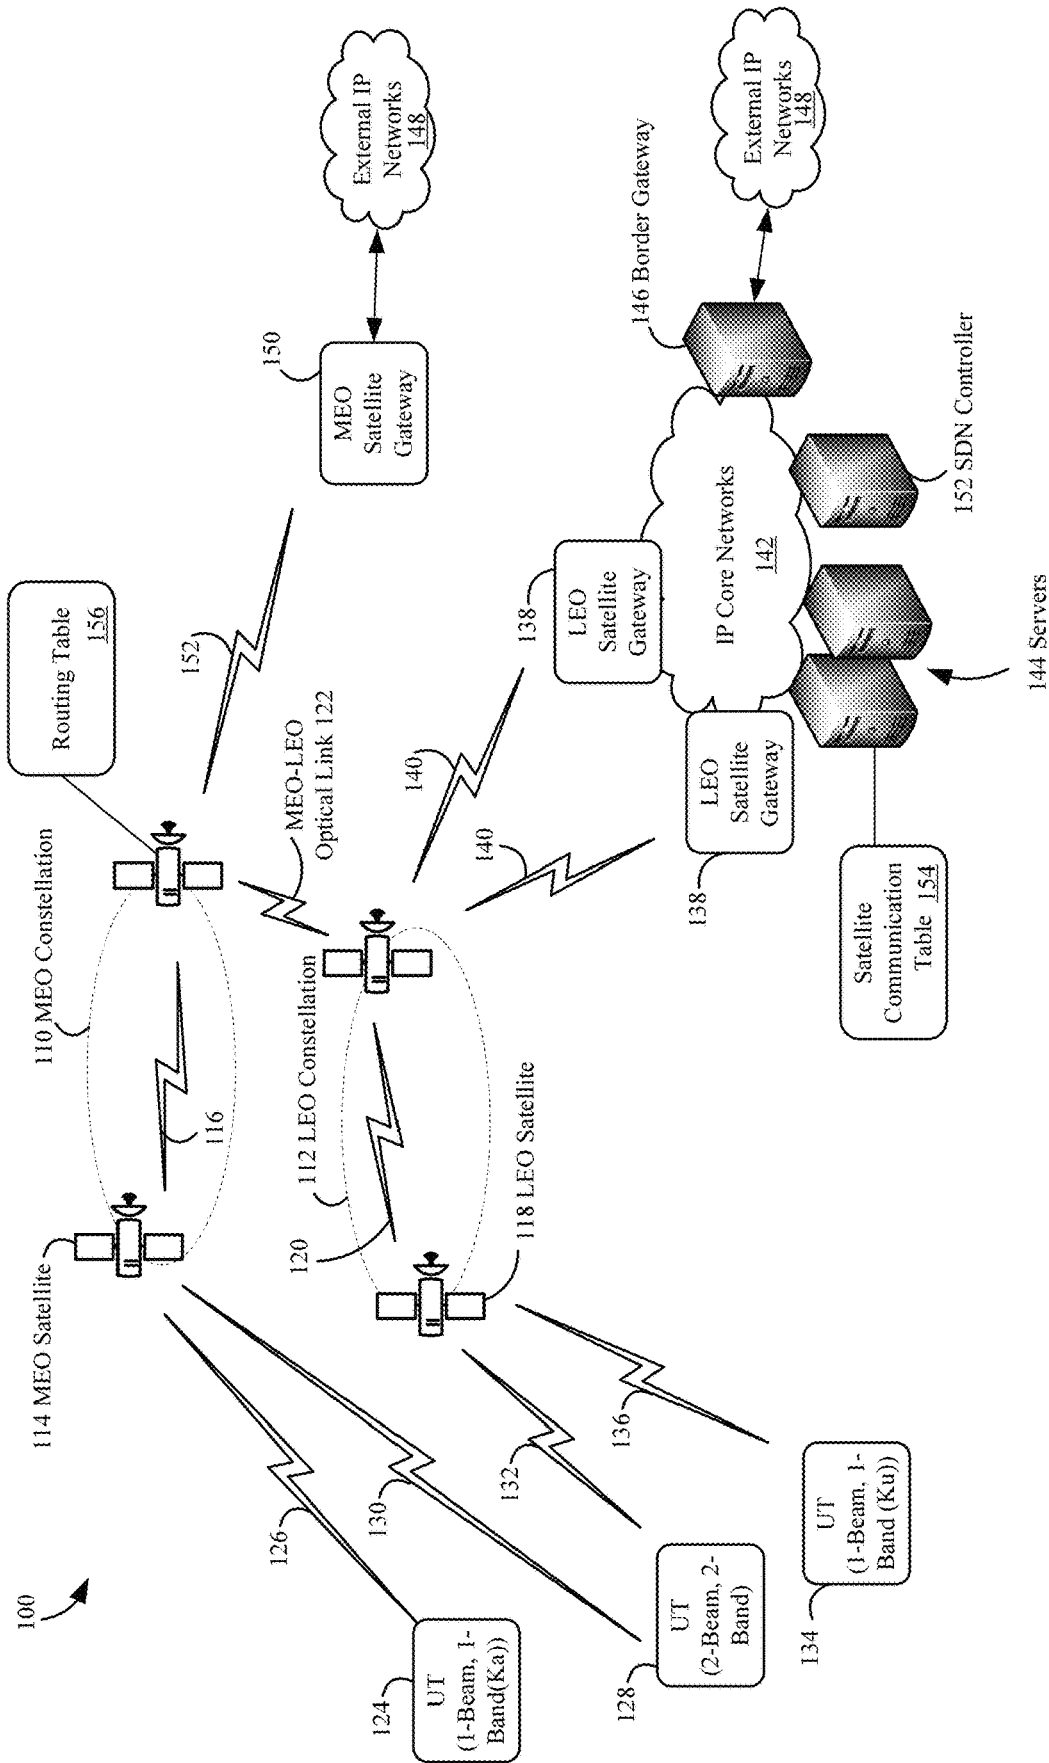 100
114 MEO Satellite
110 MEO Constellation
116
Routing Table
156
152
150
MEO
Satellite
Gateway
External IP
Networks
148
MEO-LEO
Optical Link 122
112 LEO Constellation
120
118 LEO Satellite
126
130
132
136
124
UT
(1-Beam, 1-
Band(Ka))
128
UT
(2-Beam, 2-
Band)
134
UT
(1-Beam, 1-
Band (Ku))
140
140
138
LEO
Satellite
Gateway
138
LEO
Satellite
Gateway
IP Core Networks
142
146 Border Gateway
External IP
Networks
148
152 SDN Controller
144 Servers
Satellite
Communication
Table 154